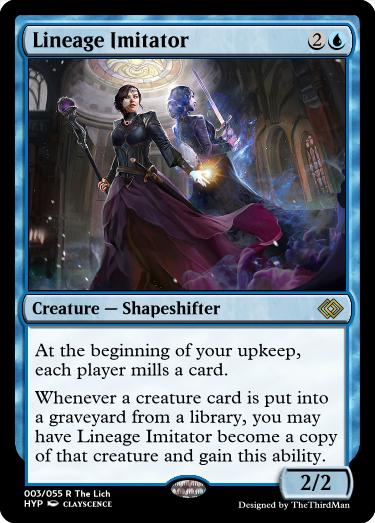 Lineage Imitator 2
Creature — Shapeshifter
At the beginning of your upkeep,
each player mills a card.
Whenever a creature card is put into
a graveyard from a library, you may
have Lineage Imitator become a copy
of that creature and gain this ability.
2/2
003/055 R The Lich
HYP CLAYSCENCE
Designed by TheThirdMan